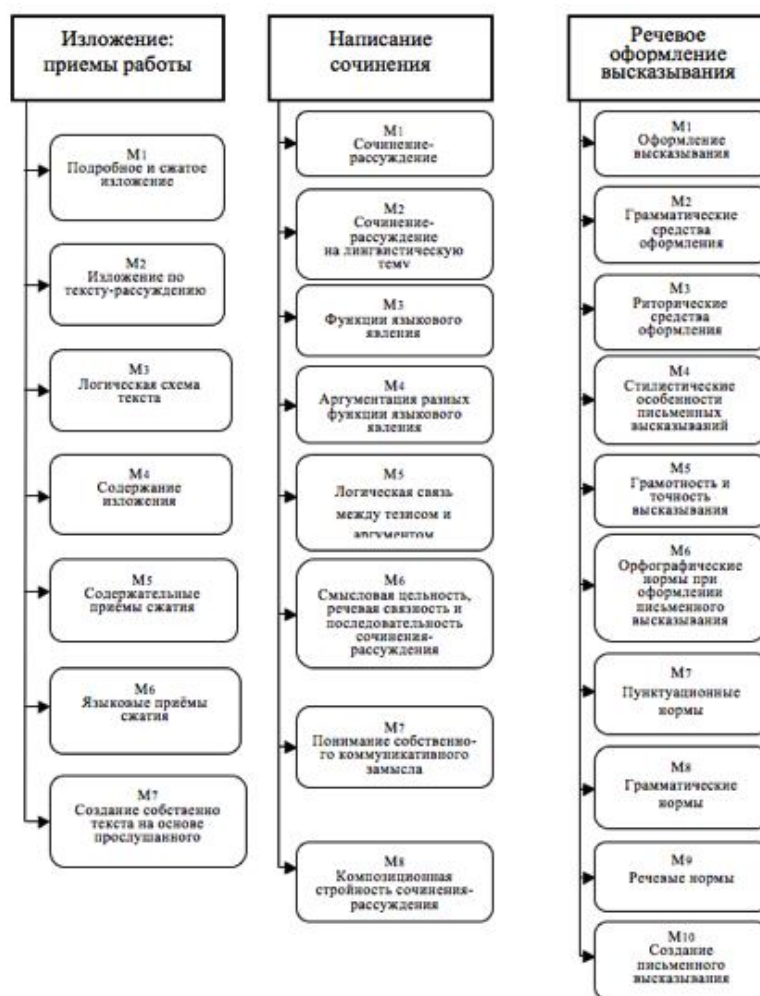 Изложение:
приемы работы
М1
Подробное и сжатое
изложение
М2
Изложение по
тексту-рассуждению
М3
Логическая схема
текста
М4
Содержание
изложения
М5
Содержательные
приёмы сжатия
М6
Языковые приёмы
сжатия
М7
Создание собственно
текста на основе
прослушанного
Написание
сочинения
М1
Сочинение-
рассуждение
М2
Сочинение-
рассуждение
на лингвистическую
тему
М3
Функции языкового
явления
М4
Аргументация разных
функции языкового
явления
М5
Логическая связь
между тезисом и
аргументом
М6
Смысловая цельность,
речевая связность и
последовательность
сочинения-
рассуждения
М7
Понимание собственно-
го коммуникативного
замысла
М8
Композиционная
стройность сочинения-
рассуждения
Речевое
оформление
высказывания
М1
Оформление
высказывания
М2
Грамматические
средства
оформления
М3
Риторические
средства
оформления
М4
Стилистические
особенности
письменных
высказываний
М5
Грамотность и
точность
высказывания
М6
Орфографические
нормы при
оформлении
письменного
высказывания
М7
Пунктуационные
нормы
М8
Грамматические
нормы
М9
Речевые нормы
М10
Создание
письменного
высказывания